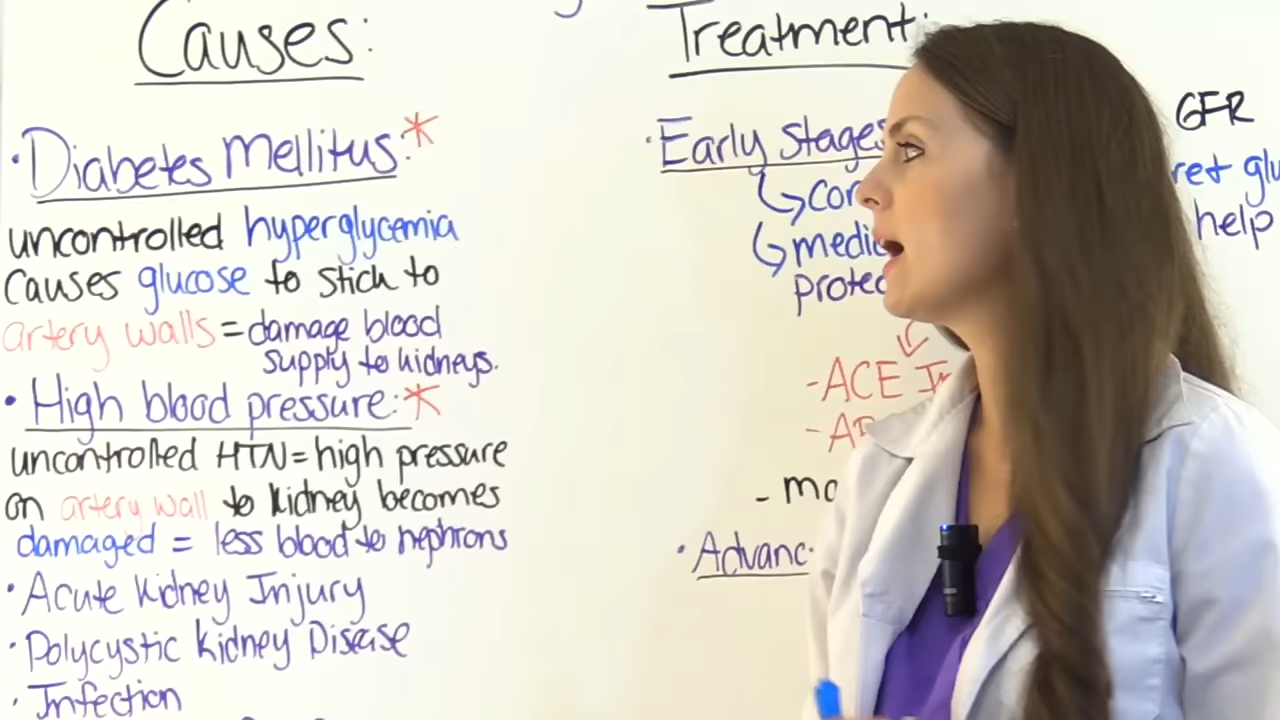 Causes:
• Diabetes Mellitus:*
uncontrolled hyperglycemia
causes glucose to stick to
artery walls = damage blood
supply to kidneys.
• High blood pressure:*
uncontrolled HTN = high pressure
on artery wall to kidney becomes
damaged = less blood to nephrons
• Acute Kidney Injury
• Polycystic Kidney Disease
• Infection
Treatment:
• Early stages
↳
↳
- ACE
-
-
•
GFR
help